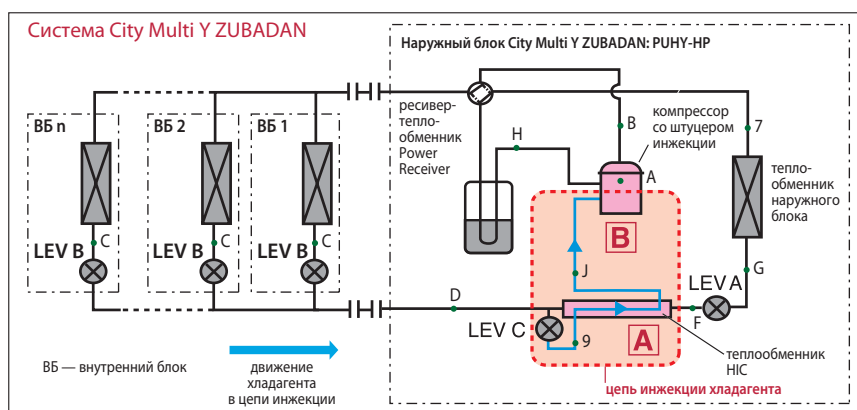 Система City Multi Y ZUBADAN
Наружный блок City Multi Y ZUBADAN: PUHY-HP
ресивер-
тепло-
обменник
Power
Receiver
компрессор
со штуцером
инжекции
B
7
H
A
ВБ n
ВБ 2
ВБ 1
тепло-
обменник
наружного
блока
B
LEV B
C
LEV B
C
LEV B
C
J
G
LEV A
D
F
LEV C
9
A
теплообменник
HIC
ВБ — внутренний блок
движение
хладагента
в цепи инжекции
цепь инжекции хладагента